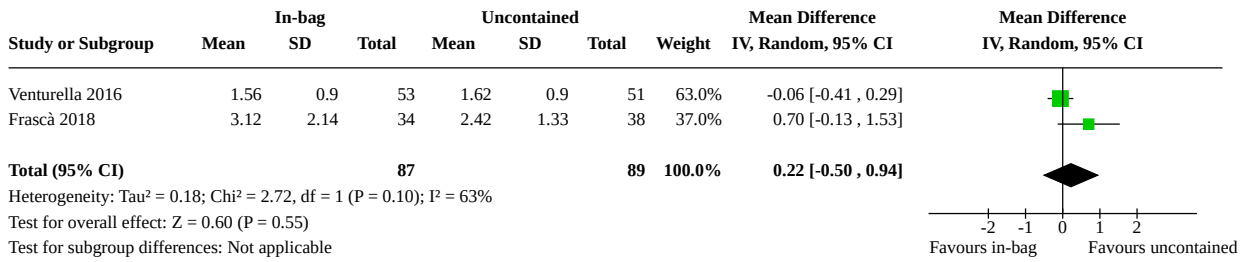 In-bag Uncontained Mean Difference Mean Difference
Study or Subgroup Mean SD Total Mean SD Total Weight IV, Random, 95% CI IV, Random, 95% CI
Venturella 2016 1.56 0.9 53 1.62 0.9 51 63.0% -0.06 [-0.41 , 0.29]
Frascà 2018 3.12 2.14 34 2.42 1.33 38 37.0% 0.70 [-0.13 , 1.53]
Total (95% CI) 87 89 100.0% 0.22 [-0.50 , 0.94]
Heterogeneity: Tau² = 0.18; Chi² = 2.72, df = 1 (P = 0.10); I² = 63%
Test for overall effect: Z = 0.60 (P = 0.55)
-2 -1 0 1 2
Test for subgroup differences: Not applicable
Favours in-bag Favours uncontained